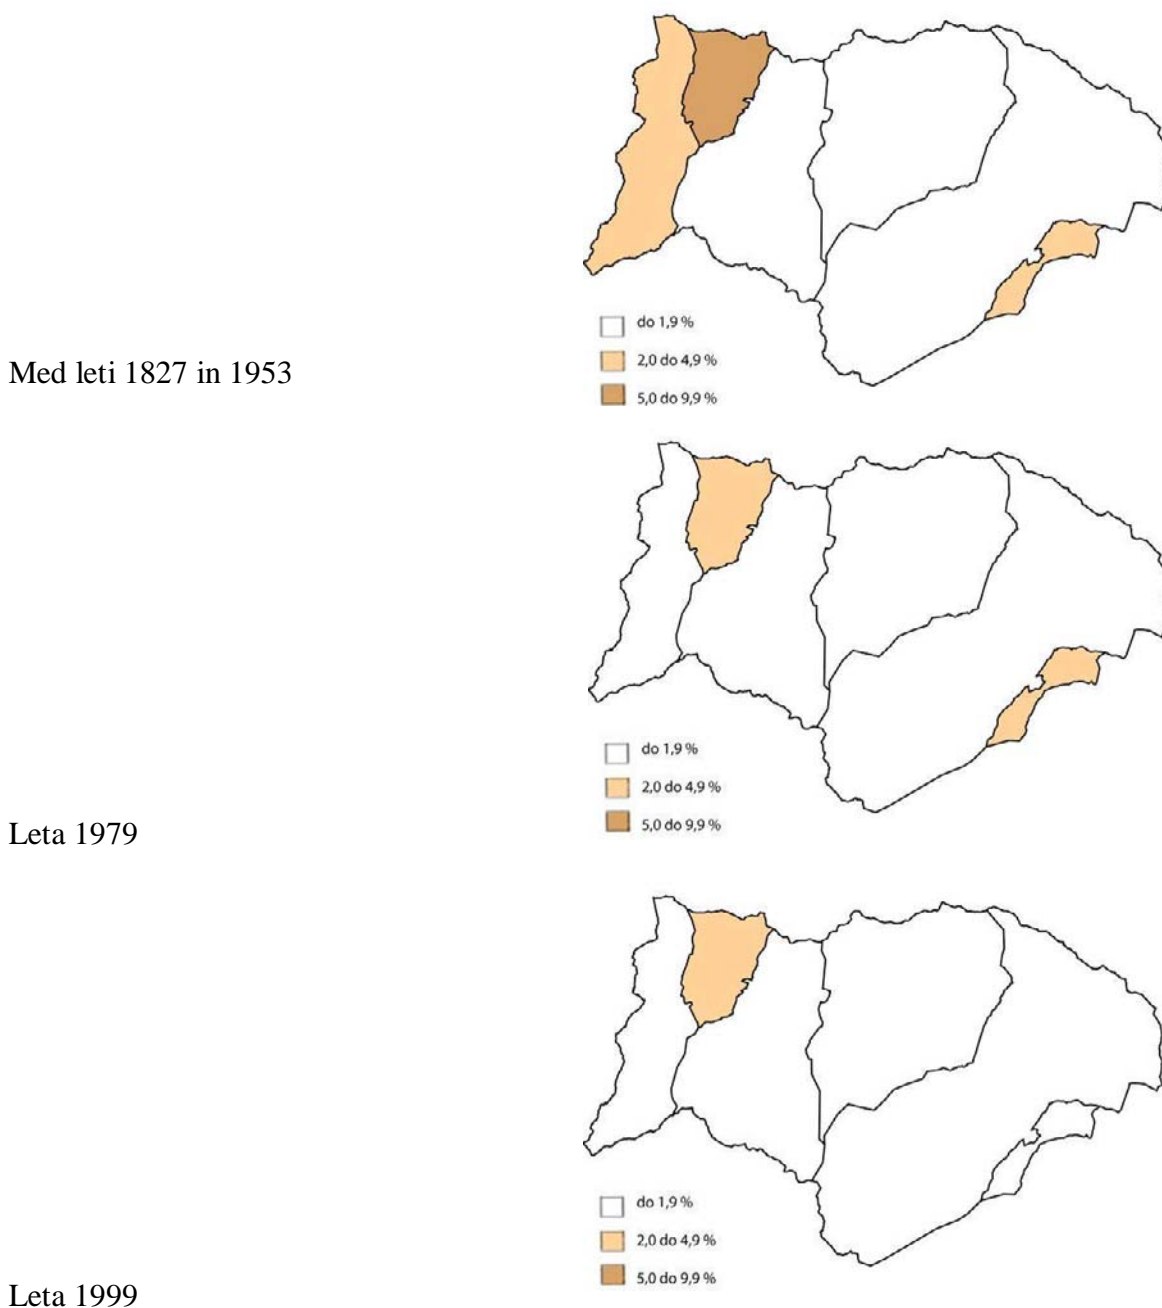 do 1,9 %
2,0 do 4,9 %
5,0 do 9,9 %
Med leti 1827 in 1953
do 1,9 %
2,0 do 4,9 %
5,0 do 9,9 %
Leta 1979
do 1,9 %
2,0 do 4,9 %
5,0 do 9,9 %
Leta 1999